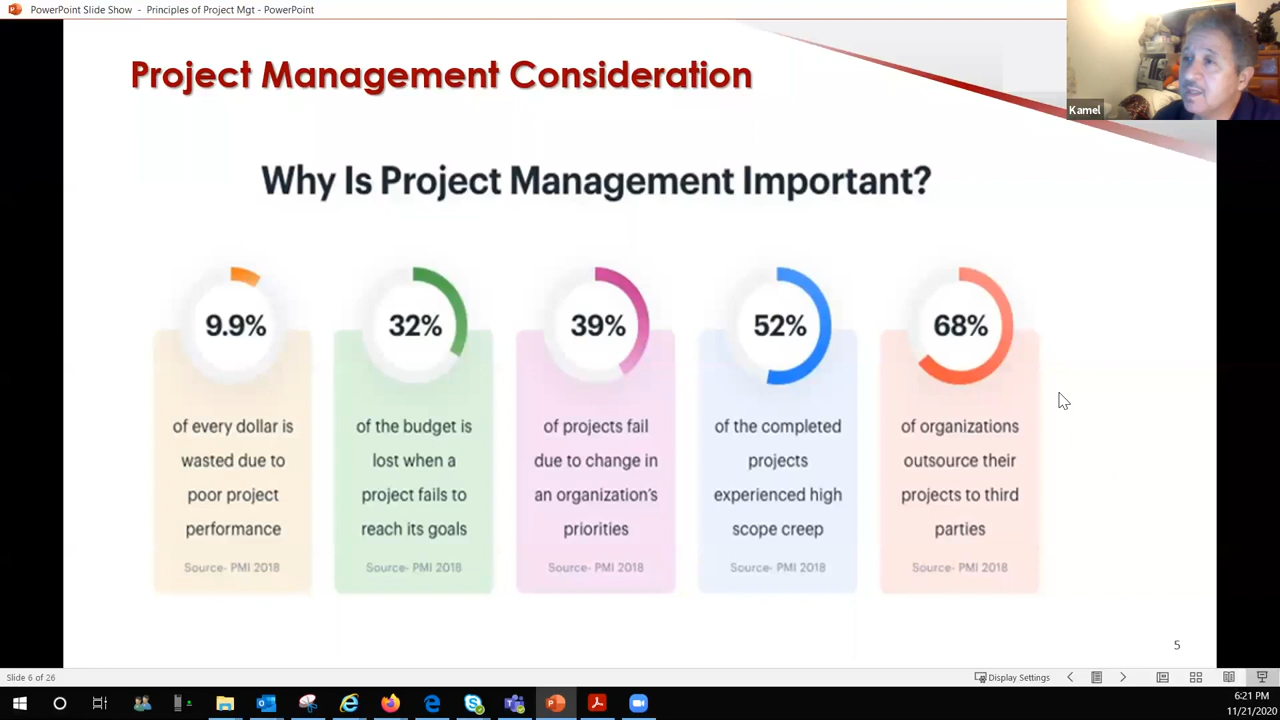 PowerPoint Slide Show - Principles of Project Mgt - PowerPoint
Kamel
Project Management Consideration
Why Is Project Management Important?
9.9%
of every dollar is
wasted due to
poor project
performance
Source- PMI 2018
32%
of the budget is
lost when a
project fails to
reach its goals
Source- PMI 2018
39%
of projects fail
due to change in
an organization's
priorities
Source- PMI 2018
52%
of the completed
projects
experienced high
scope creep
Source- PMI 2018
68%
of organizations
outsource their
projects to third
parties
Source- PMI 2018
5
Slide 6 of 26
Display Settings
6:21 PM
11/21/2020